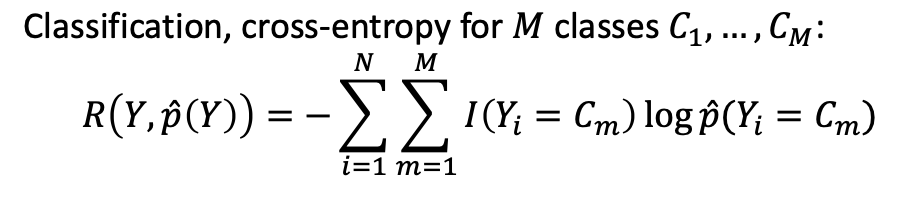 Classification, cross-entropy for M classes C₁, ..., C_M:
R(Y, p̂(Y)) = − ∑_{i=1}^{N} ∑_{m=1}^{M} I(Y_i = C_m) log p̂(Y_i = C_m)